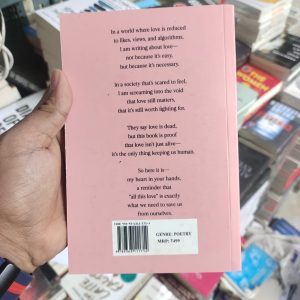 In a world where love is reduced
to likes, views, and algorithms,
I am writing about love—
not because it's easy,
but because it's necessary.
In a society that's scared to feel,
I am screaming into the void
that love still matters,
that it's still worth fighting for.
They say love is dead,
but this book is proof
that love isn't just alive—
it's the only thing keeping us human.
So here it is—
my heart in your hands,
a reminder that
"all this love" is exactly
what we need to save us
from ourselves.
GENRE: POETRY
MRP: ₹499
THE
WOMEN